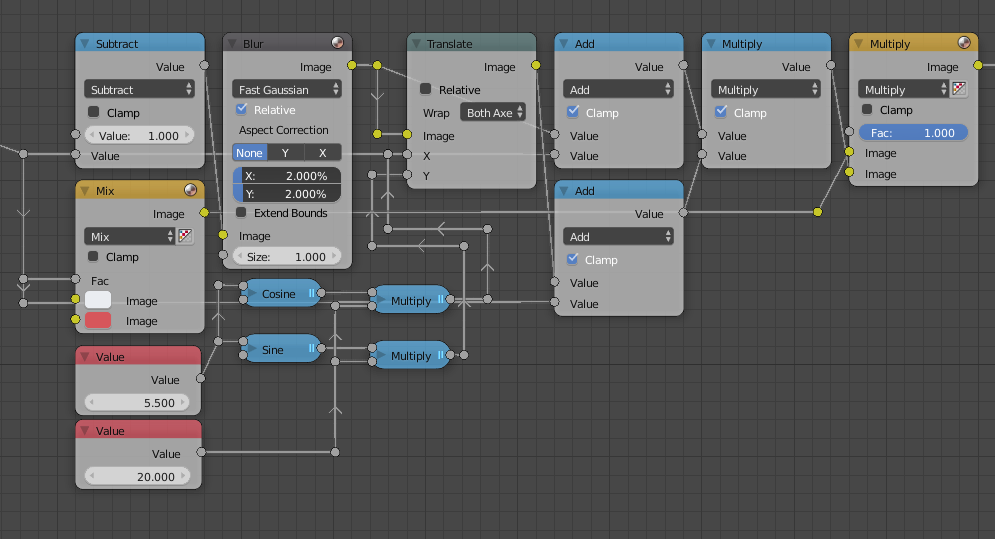 Subtract
Value
Subtract
Clamp
Value: 1.000
Value
Blur
Image
Fast Gaussian
Relative
Aspect Correction
None Y X
X: 2.000%
Y: 2.000%
Extend Bounds
Image
Size: 1.000
Translate
Image
Relative
Wrap Both Axe
Image
X
Y
Add
Value
Add
Clamp
Value
Value
Multiply
Value
Multiply
Clamp
Value
Value
Multiply
Image
Multiply
Clamp
Fac: 1.000
Image
Image
Mix
Image
Mix
Clamp
Fac
Image
Image
Add
Value
Add
Clamp
Value
Value
Cosine
Multiply
Sine
Multiply
Value
Value
5.500
Value
Value
20.000